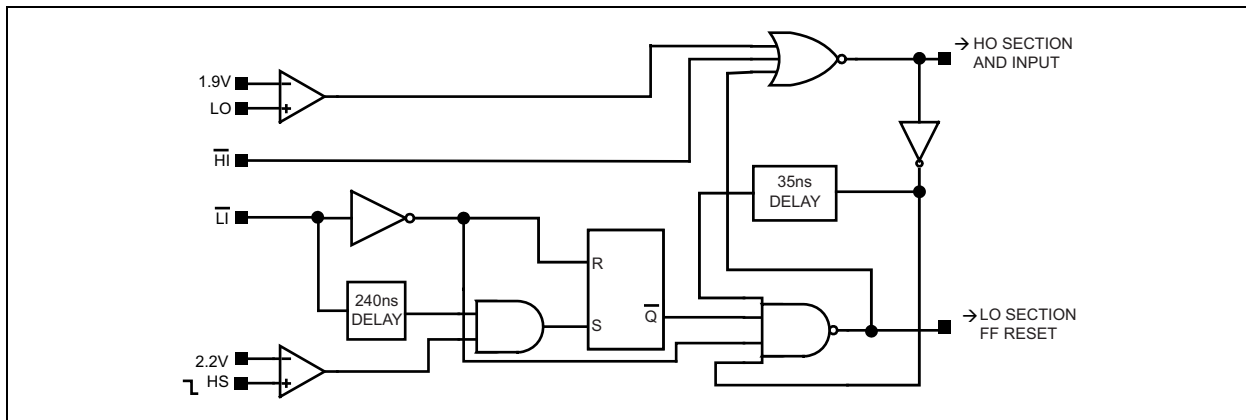 → HO SECTION
AND INPUT
1.9V
−
LO
+
HI
35ns
DELAY
LI
R
240ns
DELAY
S
Q
→ LO SECTION
FF RESET
2.2V
−
HS
+